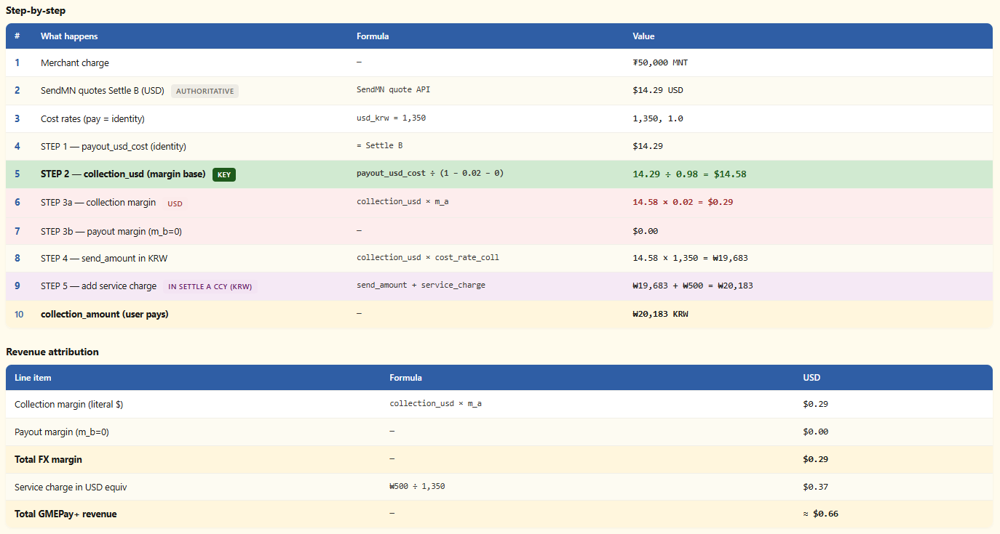 Step-by-step
# What happens Formula Value
1 Merchant charge — ₮50,000 MNT
2 SendMN quotes Settle B (USD) AUTHORITATIVE SendMN quote API $14.29 USD
3 Cost rates (pay = identity) usd_krw = 1,350 1,350, 1.0
4 STEP 1 — payout_usd_cost (identity) = Settle B $14.29
5 STEP 2 — collection_usd (margin base) KEY payout_usd_cost ÷ (1 − 0.02 − 0) 14.29 ÷ 0.98 = $14.58
6 STEP 3a — collection margin USD collection_usd × m_a 14.58 × 0.02 = $0.29
7 STEP 3b — payout margin (m_b=0) — $0.00
8 STEP 4 — send_amount in KRW collection_usd × cost_rate_coll 14.58 × 1,350 = ₩19,683
9 STEP 5 — add service charge IN SETTLE A CCY (KRW) send_amount + service_charge ₩19,683 + ₩500 = ₩20,183
10 collection_amount (user pays) — ₩20,183 KRW
Revenue attribution
Line item Formula USD
Collection margin (literal $) collection_usd × m_a $0.29
Payout margin (m_b=0) — $0.00
Total FX margin — $0.29
Service charge in USD equiv ₩500 ÷ 1,350 $0.37
Total GMEPay+ revenue — ≈ $0.66